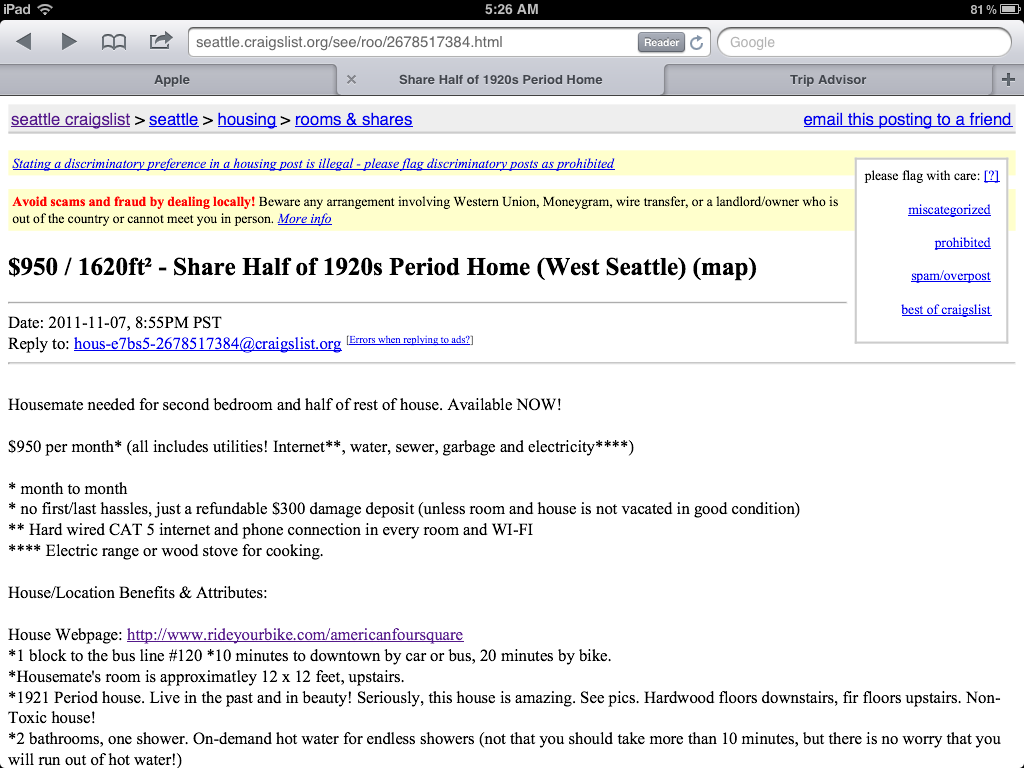 iPad 5:26 AM 81%
seattle.craigslist.org/see/roo/2678517384.html Reader Google
Apple Share Half of 1920s Period Home Trip Advisor
seattle craigslist > seattle > housing > rooms & shares email this posting to a friend
Stating a discriminatory preference in a housing post is illegal - please flag discriminatory posts as prohibited
Avoid scams and fraud by dealing locally! Beware any arrangement involving Western Union, Moneygram, wire transfer, or a landlord/owner who is
out of the country or cannot meet you in person. More info
please flag with care: [?]
miscategorized
prohibited
spam/overpost
best of craigslist
$950 / 1620ft² - Share Half of 1920s Period Home (West Seattle) (map)
Date: 2011-11-07, 8:55PM PST
Reply to: hous-e7bs5-2678517384@craigslist.org [Errors when replying to ads?]
Housemate needed for second bedroom and half of rest of house. Available NOW!
$950 per month* (all includes utilities! Internet**, water, sewer, garbage and electricity****)
* month to month
* no first/last hassles, just a refundable $300 damage deposit (unless room and house is not vacated in good condition)
** Hard wired CAT 5 internet and phone connection in every room and WI-FI
**** Electric range or wood stove for cooking.
House/Location Benefits & Attributes:
House Webpage: http://www.rideyourbike.com/americanfoursquare
*1 block to the bus line #120 *10 minutes to downtown by car or bus, 20 minutes by bike.
*Housemate's room is approximatley 12 x 12 feet, upstairs.
*1921 Period house. Live in the past and in beauty! Seriously, this house is amazing. See pics. Hardwood floors downstairs, fir floors upstairs. Non-
Toxic house!
*2 bathrooms, one shower. On-demand hot water for endless showers (not that you should take more than 10 minutes, but there is no worry that you
will run out of hot water!)